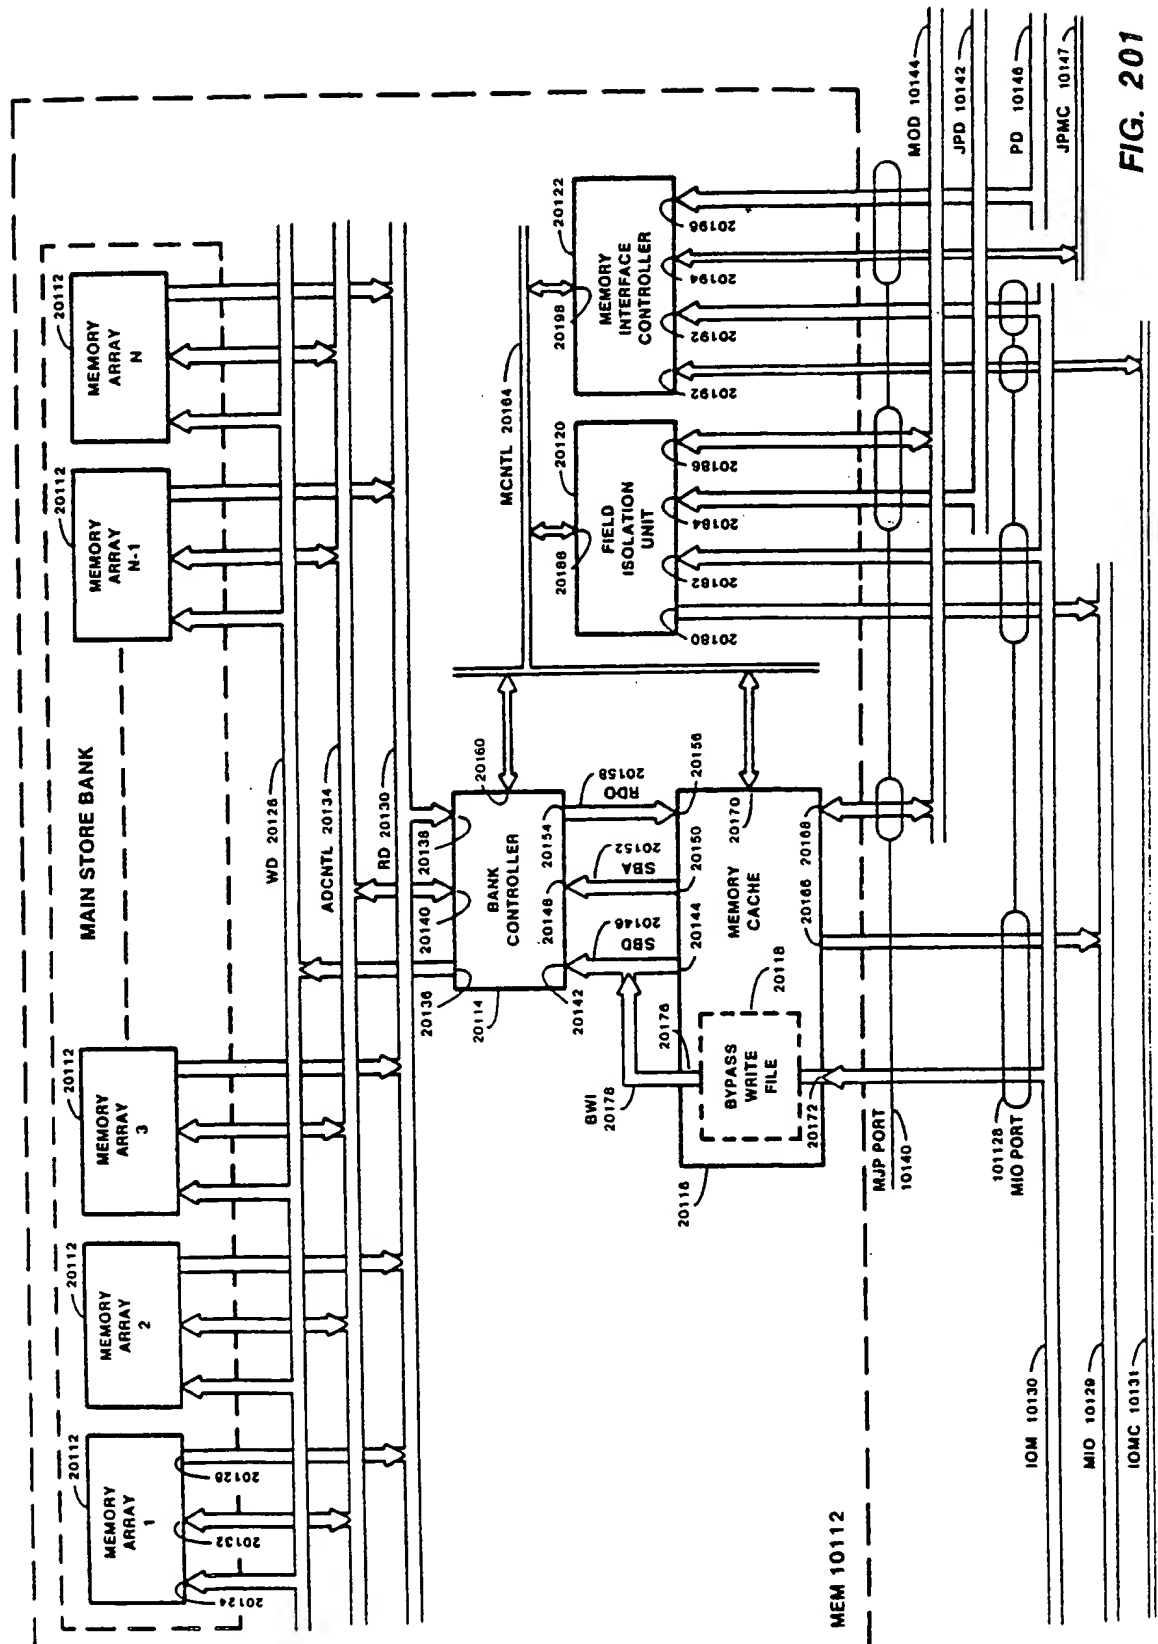 MAIN STORE BANK
20112
MEMORY
ARRAY
1
20112
MEMORY
ARRAY
2
20112
MEMORY
ARRAY
3
20112
MEMORY
ARRAY
N-1
20112
MEMORY
ARRAY
N
20124
20132
20128
WD 20126
ADCNTL 20134
RD 20130
20136
20140
20138
20160
20114
BANK
CONTROLLER
20142
20148
20154
SBD
20146
SBA
20152
RDO
20158
20144
20150
20156
BWI
20178
20176
20118
BYPASS
WRITE
FILE
MEMORY
CACHE
20116
20172
20166
20168
20170
MCNTL 20164
20188
20120
FIELD
ISOLATION
UNIT
20180
20182
20184
20186
20198
20122
MEMORY
INTERFACE
CONTROLLER
20192
20192
20194
20196
MEM 10112
MJP PORT
10140
101128
MIO PORT
MOD 10144
JPD 10142
PD 10146
JPMC 10147
IOM 10130
MIO 10129
IOMC 10131
FIG. 201